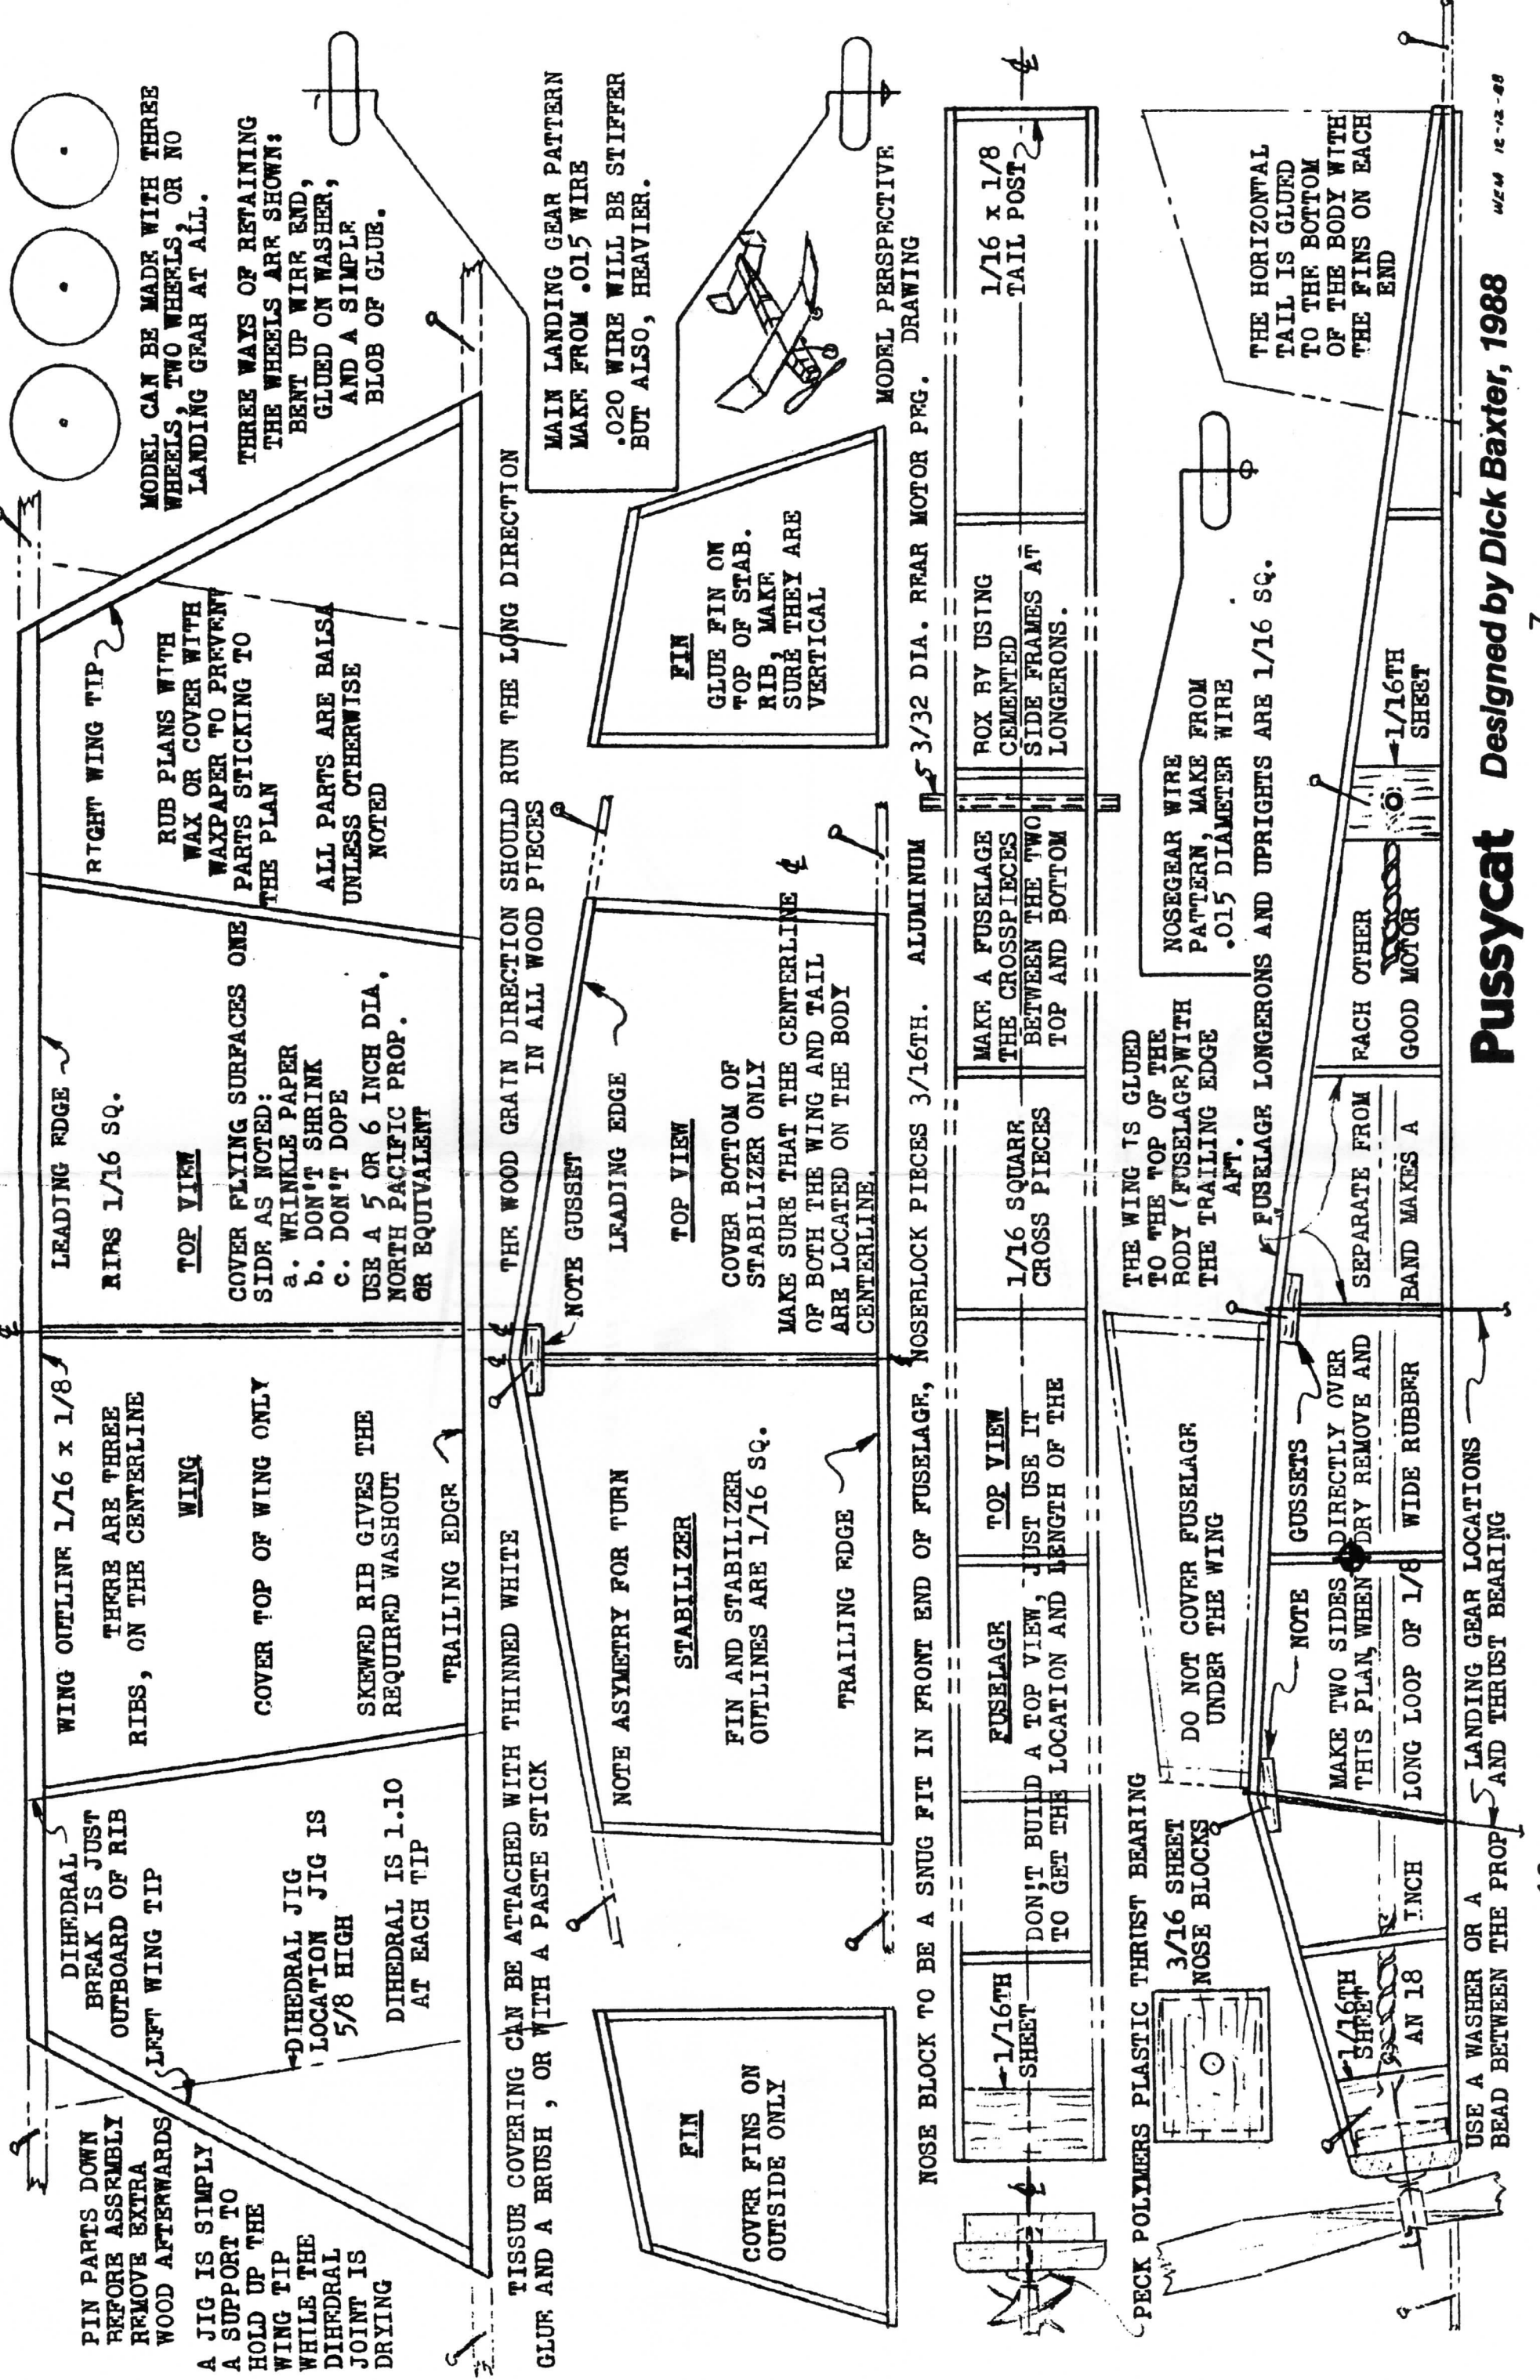 PIN PARTS DOWN
BEFORE ASSEMBLY
REMOVE EXTRA
WOOD AFTERWARDS
A JIG IS SIMPLY
A SUPPORT TO
HOLD UP THE
WING TIP
WHILE THE
DIHEDRAL
JOINT IS
DRYING
DIHEDRAL
BREAK IS JUST
OUTBOARD OF RIB
LEFT WING TIP
DIHEDRAL JIG
LOCATION JIG IS
5/8 HIGH
DIHEDRAL IS 1.10
AT EACH TIP
WING OUTLINE 1/16 x 1/8
THERE ARE THREE
RIBS, ON THE CENTERLINE
WING
COVER TOP OF WING ONLY
SKEWED RIB GIVES THE
REQUIRED WASHOUT
TRAILING EDGE
LEADING EDGE
RIBS 1/16 SQ.
TOP VIEW
COVER FLYING SURFACES ONE
SIDE AS NOTED:
a. WRINKLE PAPER
b. DON'T SHRINK
c. DON'T DOPE
USE A 5 OR 6 INCH DIA.
NORTH PACIFIC PROP.
OR EQUIVALENT
RIGHT WING TIP
RUB PLANS WITH
WAX OR COVER WITH
WAXPAPER TO PREVENT
PARTS STICKING TO
THE PLAN
ALL PARTS ARE BALSA
UNLESS OTHERWISE
NOTED
MODEL CAN BE MADE WITH THREE
WHEELS, TWO WHEELS, OR NO
LANDING GEAR AT ALL.
THREE WAYS OF RETAINING
THE WHEELS ARE SHOWN:
BENT UP WIRE END,
GLUED ON WASHER,
AND A SIMPLE
BLOB OF GLUE.
TISSUE COVERING CAN BE ATTACHED WITH THINNED WHITE
GLUE AND A BRUSH , OR WITH A PASTE STICK
THE WOOD GRAIN DIRECTION SHOULD RUN THE LONG DIRECTION
IN ALL WOOD PIECES
MAIN LANDING GEAR PATTERN
MAKE FROM .015 WIRE
.020 WIRE WILL BE STIFFER
BUT ALSO, HEAVIER.
MODEL PERSPECTIVE
DRAWING
FIN
COVER FINS ON
OUTSIDE ONLY
NOTE ASYMETRY FOR TURN
STABILIZER
FIN AND STABILIZER
OUTLINES ARE 1/16 SQ.
TRAILING EDGE
NOTE GUSSET
LEADING EDGE
TOP VIEW
COVER BOTTOM OF
STABILIZER ONLY
MAKE SURE THAT THE CENTERLINE
OF BOTH THE WING AND TAIL
ARE LOCATED ON THE BODY
CENTERLINE.
FIN
GLUE FIN ON
TOP OF STAB.
RIB, MAKE
SURE THEY ARE
VERTICAL
NOSE BLOCK TO BE A SNUG FIT IN FRONT END OF FUSELAGE, NOSEBLOCK PIECES 3/16TH.
ALUMINUM 3/32 DIA. REAR MOTOR PEG.
1/16TH
SHEET
FUSELAGE
TOP VIEW
DON'T BUILD A TOP VIEW, JUST USE IT
TO GET THE LOCATION AND LENGTH OF THE
1/16 SQUARE
CROSS PIECES
MAKE A FUSELAGE
THE CROSSPIECES
BETWEEN THE TWO
TOP AND BOTTOM
BOX BY USING
CEMENTED
SIDE FRAMES AT
LONGERONS.
1/16 x 1/8
TAIL POST
PECK POLYMERS PLASTIC THRUST BEARING
3/16 SHEET
NOSE BLOCKS
DO NOT COVER FUSELAGE
UNDER THE WING
THE WING IS GLUED
TO THE TOP OF THE
BODY (FUSELAGE)WITH
THE TRAILING EDGE
AFT.
NOSEGEAR WIRE
PATTERN, MAKE FROM
.015 DIAMETER WIRE
FUSELAGE LONGERONS AND UPRIGHTS ARE 1/16 SQ.
THE HORIZONTAL
TAIL IS GLUED
TO THE BOTTOM
OF THE BODY WITH
THE FINS ON EACH
END
NOTE
GUSSETS
MAKE TWO SIDES DIRECTLY OVER
THIS PLAN, WHEN DRY REMOVE AND
SEPARATE FROM
EACH OTHER
1/16TH
SHEET
AN 18 INCH LONG LOOP OF 1/8 WIDE RUBBER BAND MAKES A GOOD MOTOR
1/16TH
SHEET
USE A WASHER OR A
BEAD BETWEEN THE PROP AND THRUST BEARING
LANDING GEAR LOCATIONS
Pussycat Designed by Dick Baxter, 1988
WEM 12-12-88